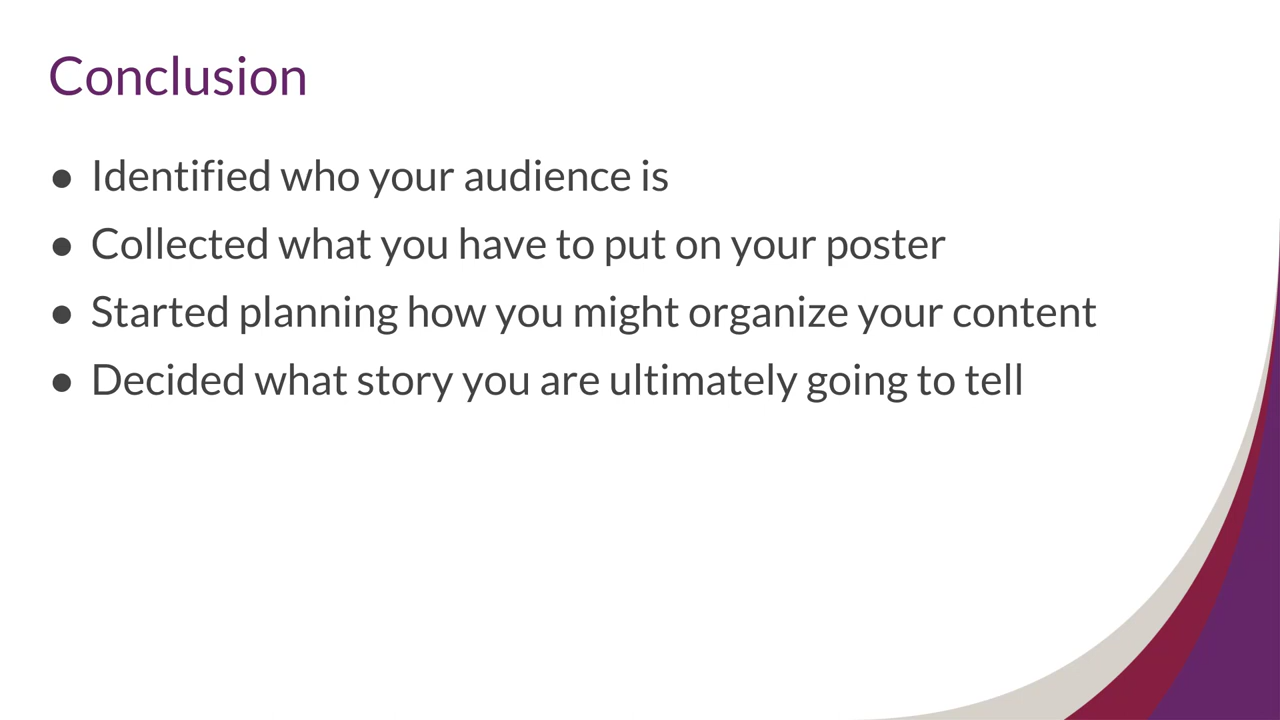 Conclusion
● Identified who your audience is
● Collected what you have to put on your poster
● Started planning how you might organize your content
● Decided what story you are ultimately going to tell